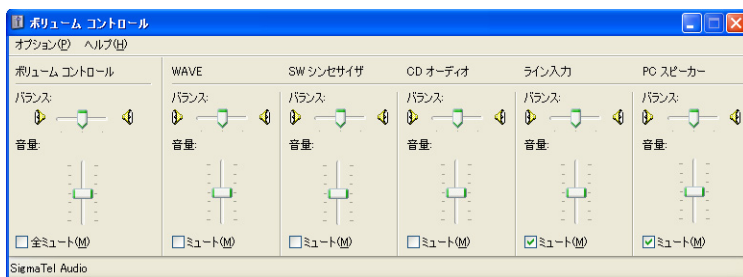 ボリューム コントロール
オプション(P) ヘルプ(H)
ボリューム コントロール WAVE SW シンセサイザ CD オーディオ ライン入力 PC スピーカー
バランス: バランス: バランス: バランス: バランス: バランス:
音量: 音量: 音量: 音量: 音量: 音量:
全ミュート(M) ミュート(M) ミュート(M) ミュート(M) ミュート(M) ミュート(M)
SigmaTel Audio